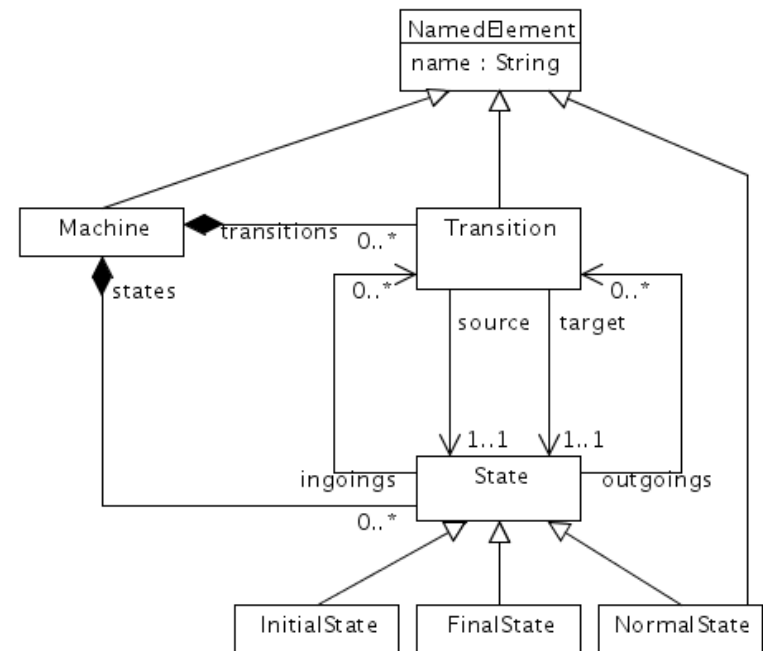 NamedElement
name : String
Machine
transitions
0..*
Transition
states
0..*
0..*
source
target
1..1
1..1
ingoings
State
outgoings
0..*
InitialState
FinalState
NormalState